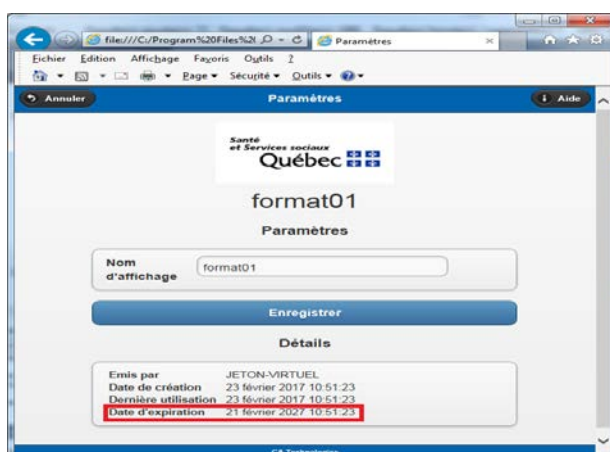 file:///C:/Program%20Files%2
Paramètres
Fichier Edition Affichage Favoris Outils ?
Page Sécurité Outils
Annuler
Paramètres
Aide
Santé
et Services sociaux
Québec
format01
Paramètres
Nom
d'affichage
format01
Enregistrer
Détails
Emis par JETON-VIRTUEL
Date de création 23 février 2017 10:51:23
Dernière utilisation 23 février 2017 10:51:23
Date d'expiration 21 février 2027 10:51:23
CA Technologies